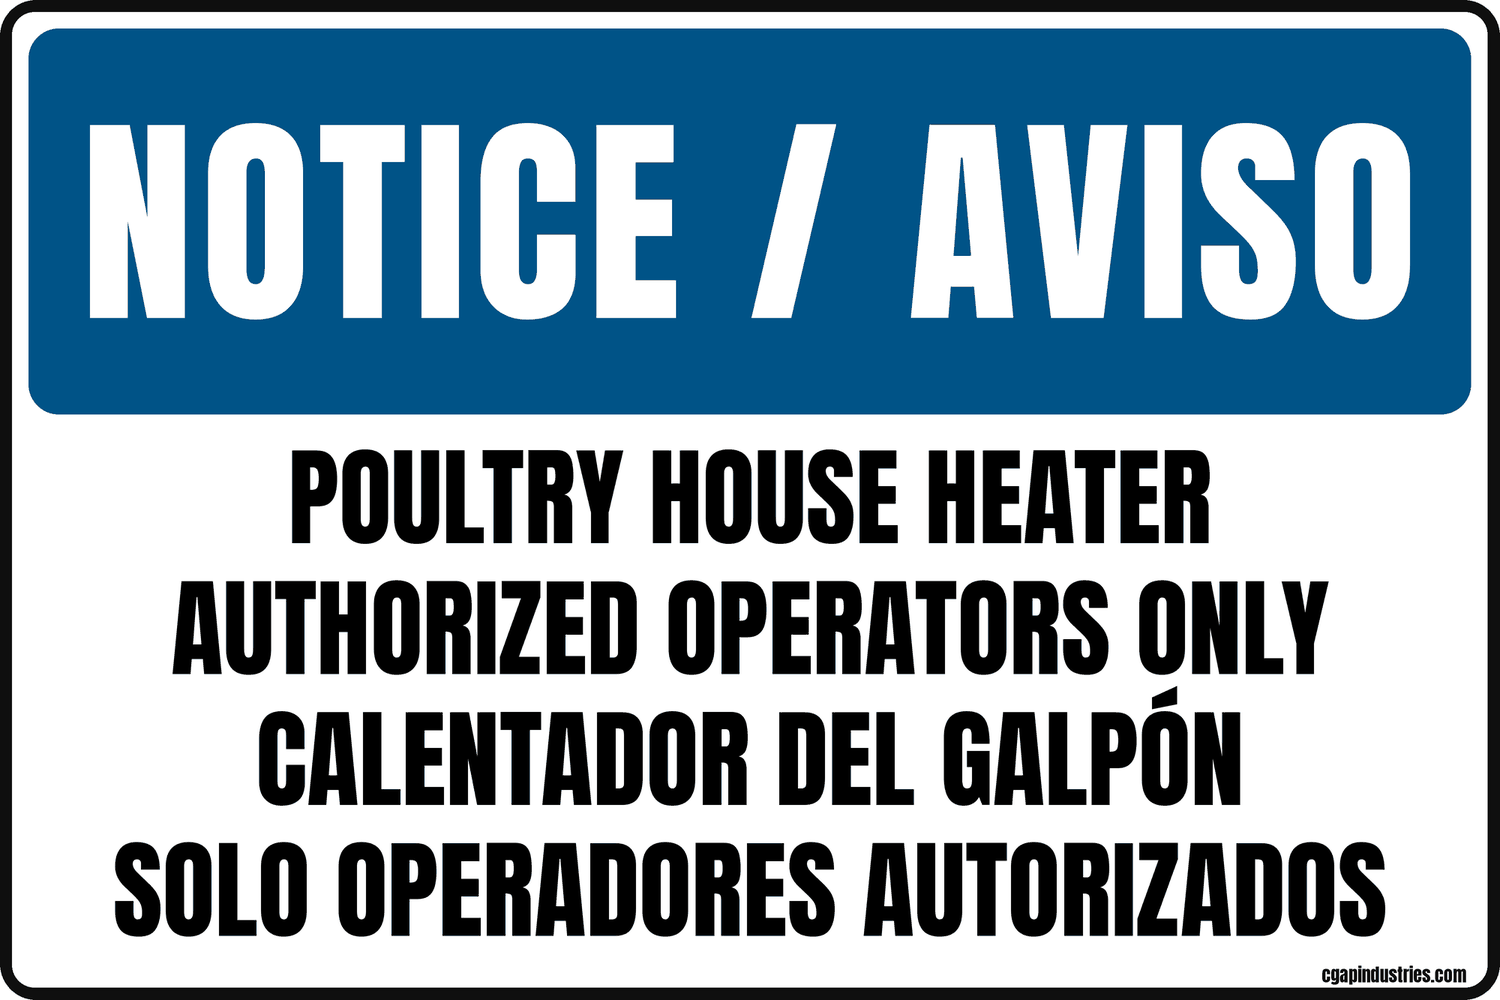 NOTICE / AVISO
POULTRY HOUSE HEATER
AUTHORIZED OPERATORS ONLY
CALENTADOR DEL GALPÓN
SOLO OPERADORES AUTORIZADOS
cgapindustries.com